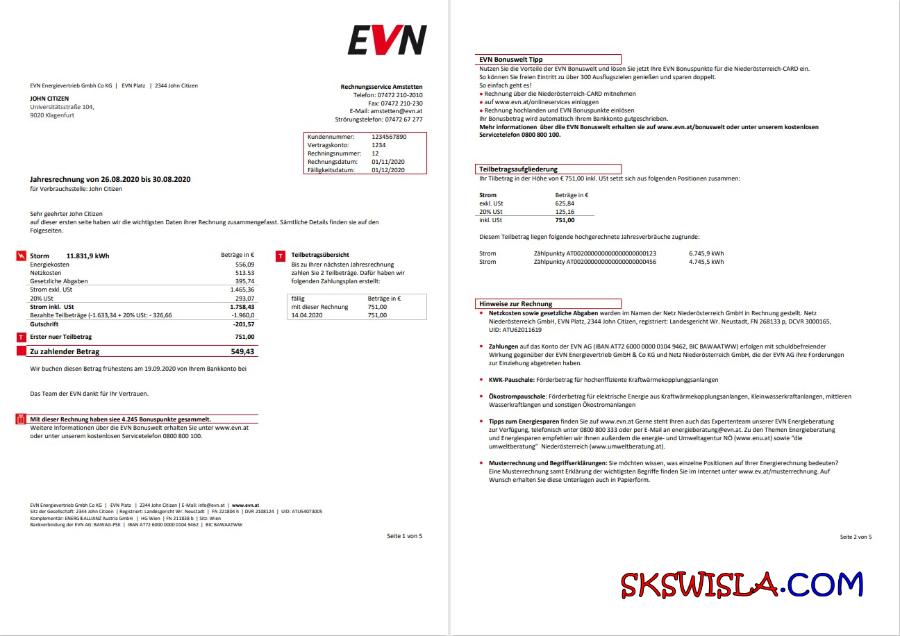 EVN
EVN Energievertrieb Gmbh Co KG | EVN Platz | 2344 John Citizen
JOHN CITIZEN
Universitätsstraße 104,
9020 Klagenfurt
Rechnungsservice Amstetten
Telefon: 07472 210-2010
Fax: 07472 210-230
E-Mail: amstetten@evn.at
Strörungstelefon: 07472 67 277
Kundennummer: 1234567890
Vertragskonto: 1234
Rechningsnummer: 12
Rechnungsdatum: 01/11/2020
Fälligkeitsdatum: 01/12/2020
Jahresrechnung von 26.08.2020 bis 30.08.2020
für Verbrauchsstelle: John Citizen
Sehr geehrter John Citizen
auf dieser ersten seite haben wir die wichtigsten Daten ihrer Rechnung zusammengefasst. Sämtliche Details finden sie auf den
Folgeseiten.
Storm 11.831,9 kWh Beträge in €
Energiekosten 556,09
Netzkosten 513.53
Gesetzliche Abgaben 395,74
Strom exkl. USt 1.465,36
20% USt 293,07
Strom inkl. USt 1.758,43
Bezahlte Teilbeträge (-1.633,34 + 20% USt: - 326,66 -1.960,0
Gutschrift -201,57
T Erster nuer Teilbetrag 751,00
Zu zahlender Betrag 549,43
T Teilbetragsübersicht
Bis zu ihrer nächsten Jahresrechnung
zahlen Sie 2 Teilbeträge. Dafür haben wir
folgenden Zahlungsplan erstellt:
fällig Beträge in €
mit dieser Rechnung 751,00
14.04.2020 751,00
Wir buchen diesen Betrag frühestens am 19.09.2020 von Ihrem Bankkonto bei
Das Team der EVN dankt für Ihr Vertrauen.
Mit dieser Rechnung haben siee 4.245 Bonuspunkte gesammelt.
Weitere Informationen über die EVN Bonuswelt erhalten Sie unter www.evn.at
oder unter unserem kostenlosen Servicetelefon 0800 800 100.
EVN Energievertrieb Gmbh Co KG | EVN Platz | 2344 John Citizen | E-Mail: info@evn.at | www.evn.at
Sitz der Gesellschaft: 2344 John Citizen | Registriert: Landesgericht Wr. Neustadt | FN 221804 h | DVR 2108124 | UID: ATU64073005
Komplementär: ENERGIEALLIANZ Austria GmbH | HG Wien | FN 211838 b | Sitz: Wien
Bankverbindung der EVN AG: BAWAG-PSK | IBAN AT72 6000 0000 0104 9462 | BIC BAWAATWW
Seite 1 von 5
EVN Bonuswelt Tipp
Nutzen Sie die Vorteile der EVN Bonuswelt und lösen Sie jetzt Ihre EVN Bonuspunkte für die Niederösterreich-CARD ein.
So können Sie freien Eintritt zu über 300 Ausflugszielen genießen und sparen doppelt.
So einfach geht es!
• Rechnung über die Niederösterreich-CARD mitnehmen
• auf www.evn.at/onlineservices einloggen
• Rechnung hochlanden und EVN Bonuspunkte einlösen
Ihr Bonusbetrag wird automatisch Ihrem Bankkonto gutgeschrieben.
Mehr informationen über die EVN Bonuswelt erhalten sie auf www.evn.at/bonuswelt oder unter unserem kostenlosen
Servicetelefon 0800 800 100.
Teilbetragsaufgliederung
Ihr Tilbetrag in der Höhe von € 751,00 inkl. USt setzt sich aus folgenden Positionen zusammen:
Strom Beträge in €
exkl. USt 625,84
20% USt 125,16
inkl. USt 751,00
Diesem Teilbetrag liegen folgende hochgerechnete Jahresverbräuche zugrunde:
Strom Zählpunkty AT0020000000000000000000123 6.745,9 kWh
Strom Zählpunkty AT0020000000000000000000456 4.745,5 kWh
Hinweise zur Rechnung
• Netzkosten sowie gesetzliche Abgaben warden im Namen der Netz Niederösterreich GmbH in Rechnung gestellt. Netz
Niederösterreich GmbH, EVN Platz, 2344 John Citizen, registriert: Landesgericht Wr. Neustadt, FN 268133 p, DCVR 3000165,
UID: ATU62011619
• Zahlungen auf das Konto der EVN AG (IBAN AT72 6000 0000 0104 9462, BIC BAWAATWW) erfolgen mit schuldbefreiender
Wirkung gegenüber der EVN Energievertrieb GmbH & Co KG und Netz Niederösterreich GmbH, die der EVN AG ihre Forderungen
zur Einziehung abgetreten haben.
• KWK-Pauschale: Förderbetrag für hocheniffiziente Kraftwärmekopplungsanlangen
• Ökostrompauschale: Förderbetrag für elektrische Energie aus Kraftwärmekopplungsanlangen, Kleinwasserkraftanlangen, mittleren
Wasserkraftlangen und sonstigen Ökostromanlangen
• Tipps zum Energiesparen finden Sie auf www.evn.at Gerne steht Ihren auch das Expertenteam unserer EVN Energieberatung
zur Verfügung, telefonisch unter 0800 800 333 oder per E-Mail an energieberatung@evn.at. Zu den Themen Energieberatung
und Energiesparen empfehlen wir Ihnen außerdem die energie- und Umweltagentur NÖ (www.enu.at) sowie "die
umweltberatung" Niederösterreich (www.umweltberatung.at).
• Musterrechnung und Begriffserklärungen: Sie möchten wissen, was einzelne Positionen auf Ihrer Energierechnung bedeuten?
Eine Musterrechnung samt Erklärung der wichtigsten Begriffe finden Sie im Internet unter www.ev.at/musterrechnung. Auf
Wunsch erhalten Sie diese Unterlagen auch in Papierform.
Seite 2 von 5
SKSWISLA.COM